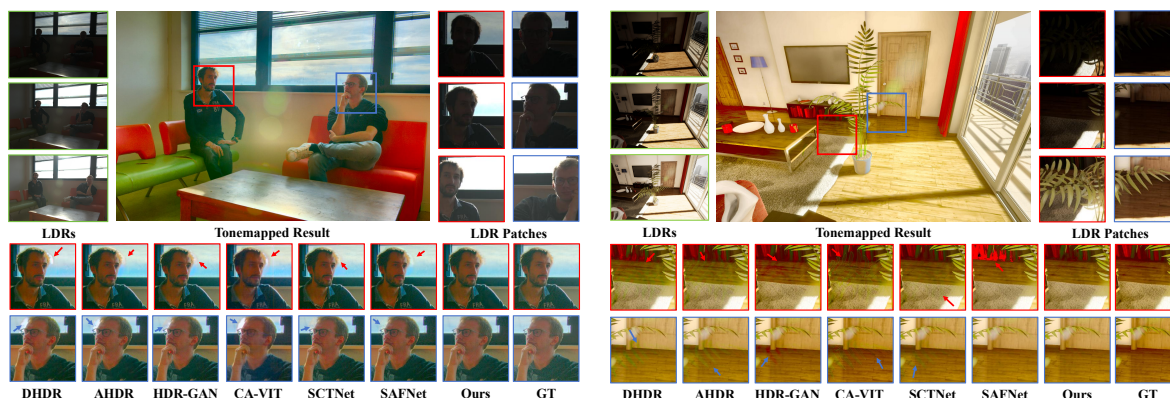 LDRs Tonemapped Result LDR Patches
DHDR AHDR HDR-GAN CA-VIT SCTNet SAFNet Ours GT
LDRs Tonemapped Result LDR Patches
DHDR AHDR HDR-GAN CA-VIT SCTNet SAFNet Ours GT